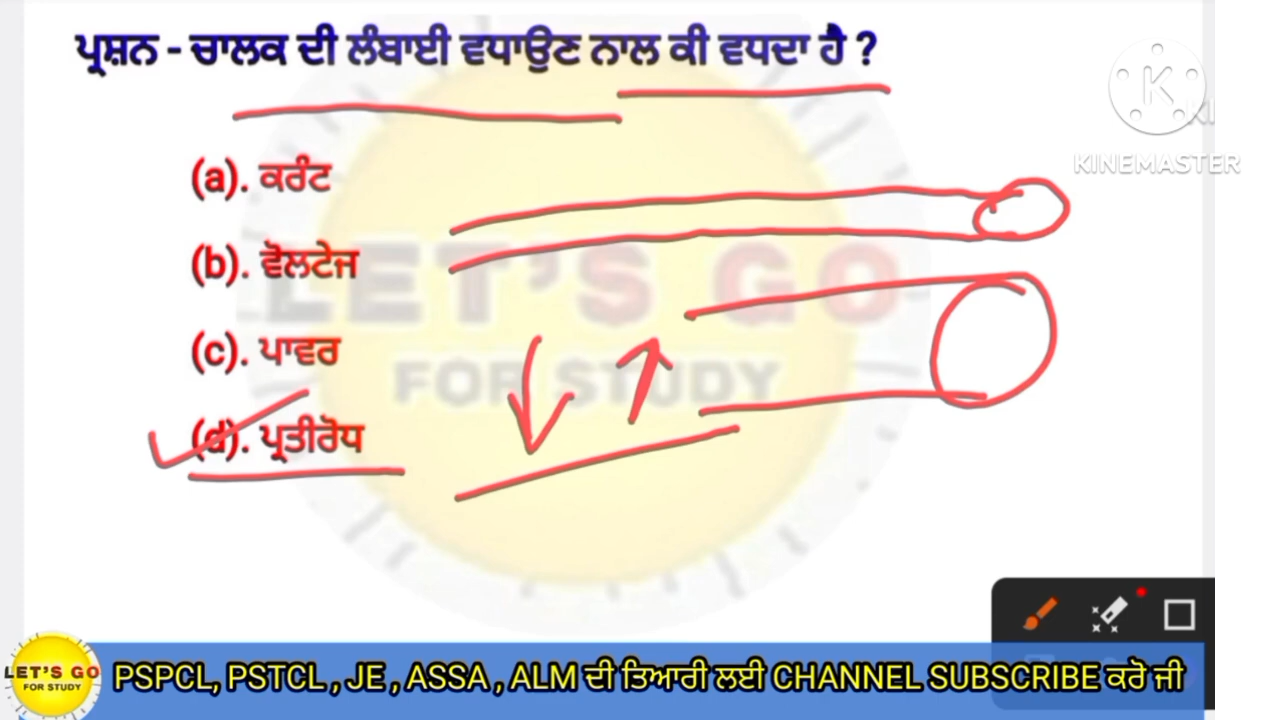 ਪ੍ਰਸ਼ਨ - ਚਾਲਕ ਦੀ ਲੰਬਾਈ ਵਧਾਉਣ ਨਾਲ ਕੀ ਵਧਦਾ ਹੈ ?
(a). ਕਰੰਟ
(b). ਵੋਲਟੇਜ
(c). ਪਾਵਰ
(d). ਪ੍ਰਤੀਰੋਧ
K
KINEMASTER
LET'S GO
FOR STUDY
LET'S GO
FOR STUDY
PSPCL, PSTCL , JE , ASSA , ALM ਦੀ ਤਿਆਰੀ ਲਈ CHANNEL SUBSCRIBE ਕਰੋ ਜੀ